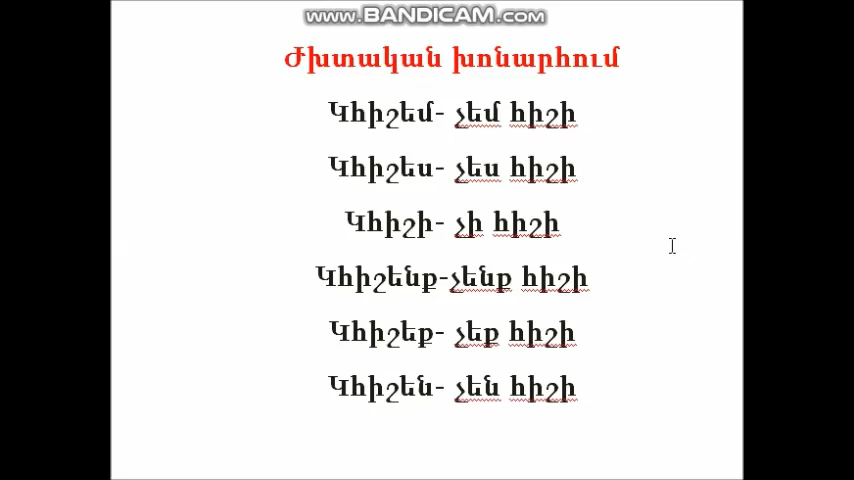 www.BANDICAM.com
Ժխտական խոնարհում
Կհիշեմ- չեմ հիշի
Կհիշես- չես հիշի
Կհիշի- չի հիշի
Կհիշենք-չենք հիշի
Կհիշեք- չեք հիշի
Կհիշեն- չեն հիշի